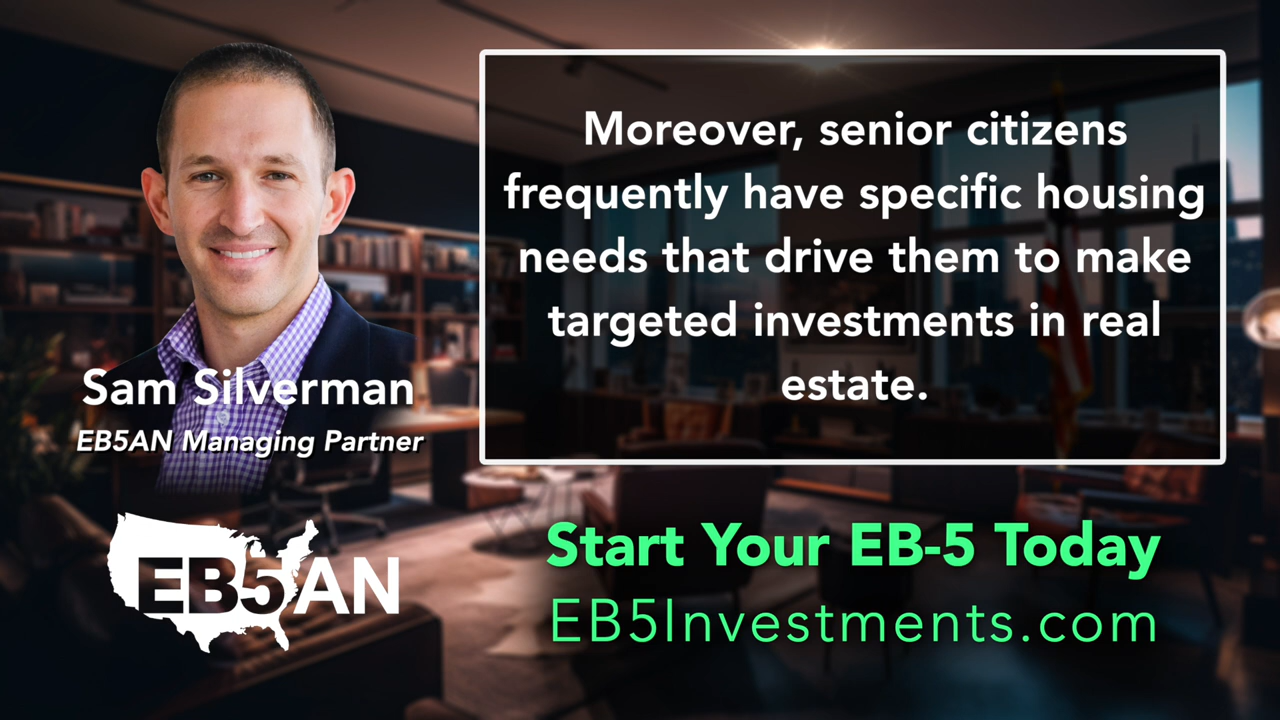 Moreover, senior citizens
frequently have specific housing
needs that drive them to make
targeted investments in real
estate.
Sam Silverman
EB5AN Managing Partner
EB5AN
Start Your EB-5 Today
EB5Investments.com